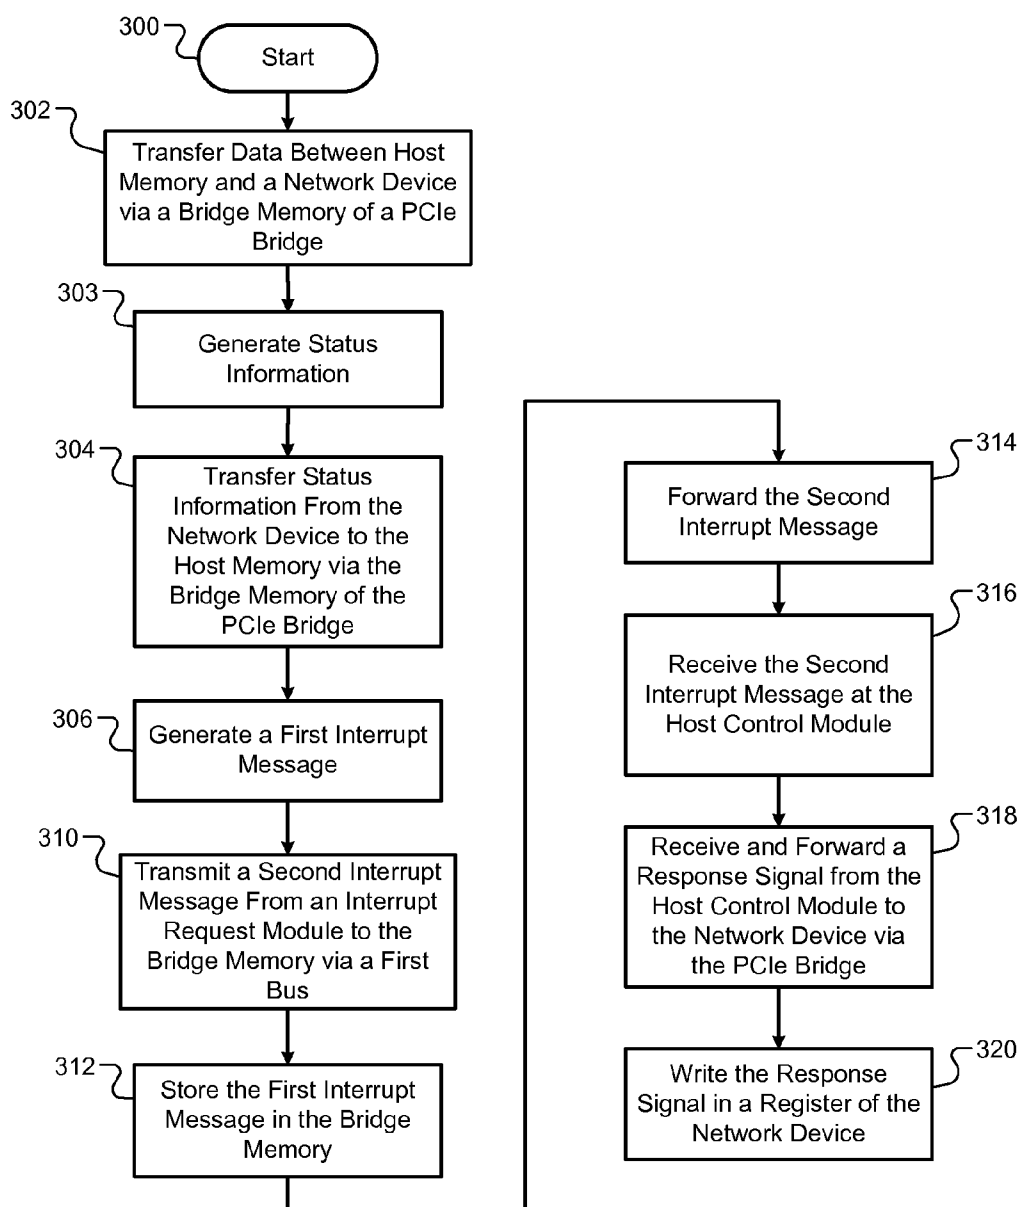 300
Start
302
Transfer Data Between Host
Memory and a Network Device
via a Bridge Memory of a PCIe
Bridge
303
Generate Status
Information
304
Transfer Status
Information From the
Network Device to the
Host Memory via the
Bridge Memory of the
PCIe Bridge
306
Generate a First Interrupt
Message
310
Transmit a Second Interrupt
Message From an Interrupt
Request Module to the
Bridge Memory via a First
Bus
312
Store the First Interrupt
Message in the Bridge
Memory
314
Forward the Second
Interrupt Message
316
Receive the Second
Interrupt Message at the
Host Control Module
318
Receive and Forward a
Response Signal from the
Host Control Module to
the Network Device via
the PCIe Bridge
320
Write the Response
Signal in a Register of the
Network Device